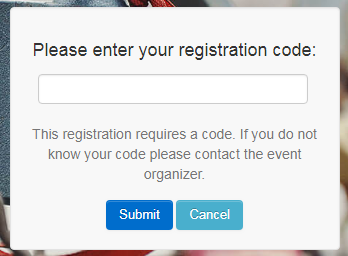 Please enter your registration code:
This registration requires a code. If you do not
know your code please contact the event
organizer.
Submit Cancel